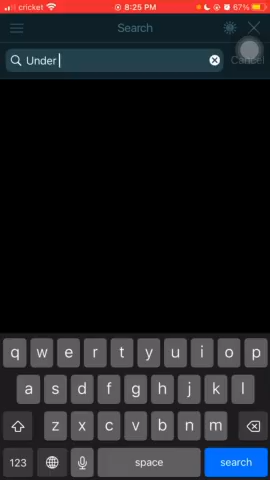 cricket 8:25 PM 67%
Search
Under
Cancel
q w e r t y u i o p
a s d f g h j k l
z x c v b n m
123 space search